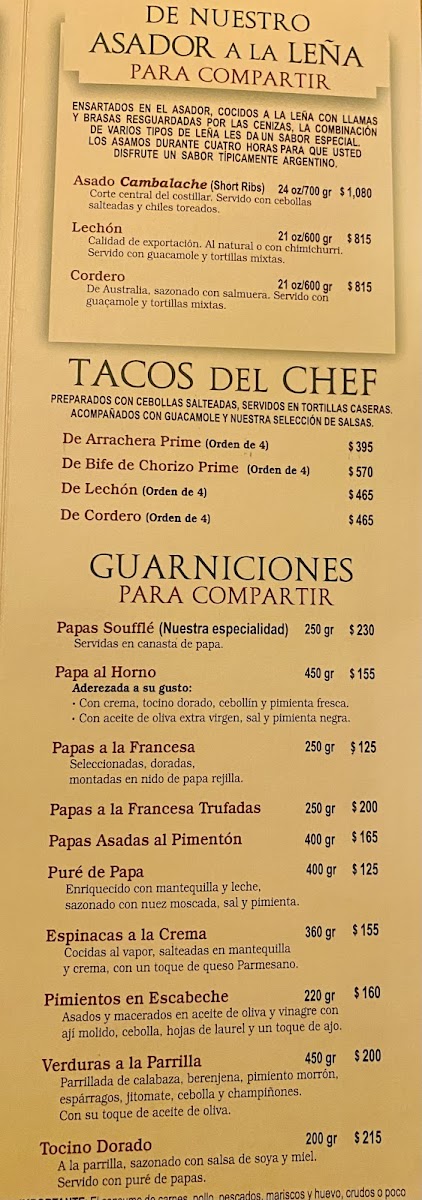 DE NUESTRO
ASADOR A LA LEÑA
PARA COMPARTIR
ENSARTADOS EN EL ASADOR, COCIDOS A LA LEÑA CON LLAMAS
Y BRASAS RESGUARDADAS POR LAS CENIZAS, LA COMBINACIÓN
DE VARIOS TIPOS DE LEÑA LES DA UN SABOR ESPECIAL.
LOS ASAMOS DURANTE CUATRO HORAS PARA QUE USTED
DISFRUTE UN SABOR TÍPICAMENTE ARGENTINO.
Asado Cambalache (Short Ribs) 24 oz/700 gr $ 1,080
Corte central del costillar. Servido con cebollas
salteadas y chiles toreados.
Lechón 21 oz/600 gr $ 815
Calidad de exportación. Al natural o con chimichurri.
Servido con guacamole y tortillas mixtas.
Cordero 21 oz/600 gr $ 815
De Australia, sazonado con salmuera. Servido con
guacamole y tortillas mixtas.
TACOS DEL CHEF
PREPARADOS CON CEBOLLAS SALTEADAS, SERVIDOS EN TORTILLAS CASERAS.
ACOMPAÑADOS CON GUACAMOLE Y NUESTRA SELECCIÓN DE SALSAS.
De Arrachera Prime (Orden de 4) $ 395
De Bife de Chorizo Prime (Orden de 4) $ 570
De Lechón (Orden de 4) $ 465
De Cordero (Orden de 4) $ 465
GUARNICIONES
PARA COMPARTIR
Papas Soufflé (Nuestra especialidad) 250 gr $ 230
Servidas en canasta de papa.
Papa al Horno 450 gr $ 155
Aderezada a su gusto:
· Con crema, tocino dorado, cebollín y pimienta fresca.
· Con aceite de oliva extra virgen, sal y pimienta negra.
Papas a la Francesa 250 gr $ 125
Seleccionadas, doradas,
montadas en nido de papa rejilla.
Papas a la Francesa Trufadas 250 gr $ 200
Papas Asadas al Pimentón 400 gr $ 165
Puré de Papa 400 gr $ 125
Enriquecido con mantequilla y leche,
sazonado con nuez moscada, sal y pimienta.
Espinacas a la Crema 360 gr $ 155
Cocidas al vapor, salteadas en mantequilla
y crema, con un toque de queso Parmesano.
Pimientos en Escabeche 220 gr $ 160
Asados y macerados en aceite de oliva y vinagre con
ají molido, cebolla, hojas de laurel y un toque de ajo.
Verduras a la Parrilla 450 gr $ 200
Parrillada de calabaza, berenjena, pimiento morrón,
espárragos, jitomate, cebolla y champiñones.
Con su toque de aceite de oliva.
Tocino Dorado 200 gr $ 215
A la parrilla, sazonado con salsa de soya y miel.
Servido con puré de papas.
IMPORTANTE: El consumo de carnes, pollo, pescados, mariscos y huevo, crudos o poco